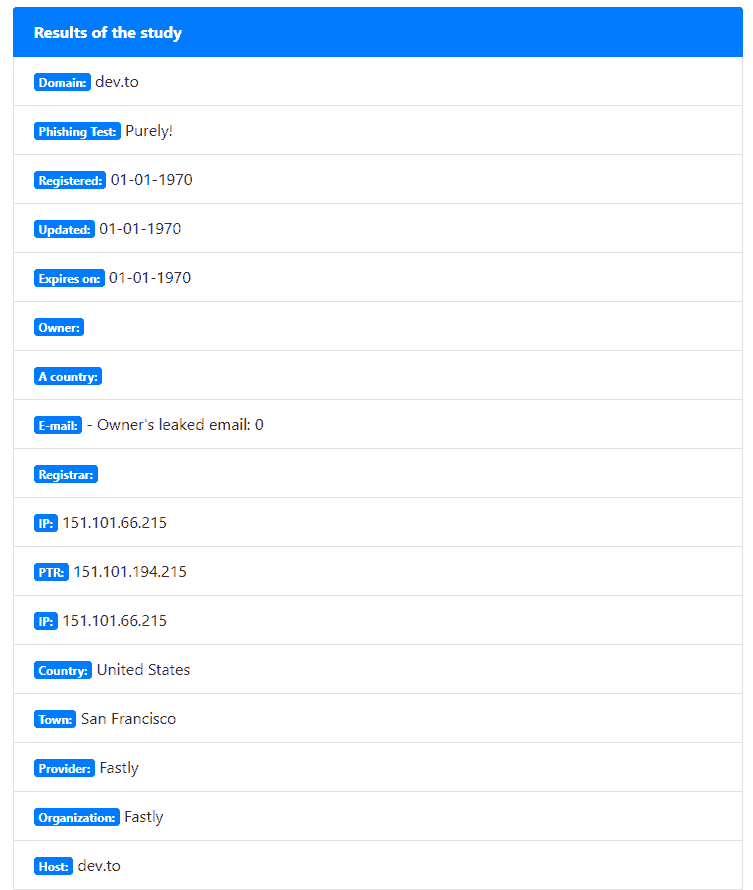 Results of the study
Domain: dev.to
Phishing Test: Purely!
Registered: 01-01-1970
Updated: 01-01-1970
Expires on: 01-01-1970
Owner:
A country:
E-mail: - Owner's leaked email: 0
Registrar:
IP: 151.101.66.215
PTR: 151.101.194.215
IP: 151.101.66.215
Country: United States
Town: San Francisco
Provider: Fastly
Organization: Fastly
Host: dev.to